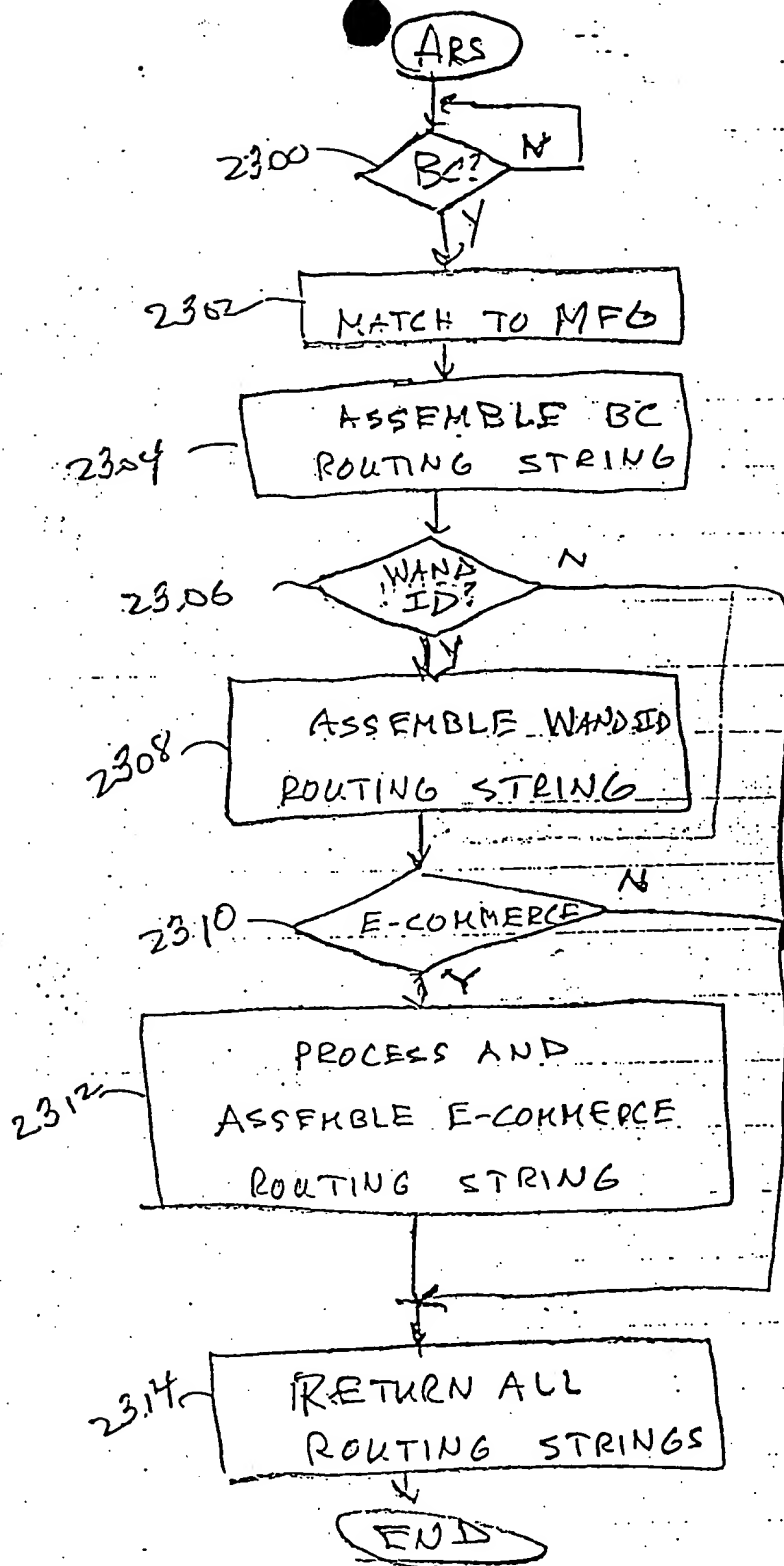 ARS
2300
BC?
N
Y
2302
MATCH TO MFG
2304
ASSEMBLE BC
ROUTING STRING
2306
WAND
ID?
N
Y
2308
ASSEMBLE WAND ID
ROUTING STRING
2310
E-COMMERCE
N
Y
2312
PROCESS AND
ASSEMBLE E-COMMERCE
ROUTING STRING
2314
RETURN ALL
ROUTING STRINGS
END